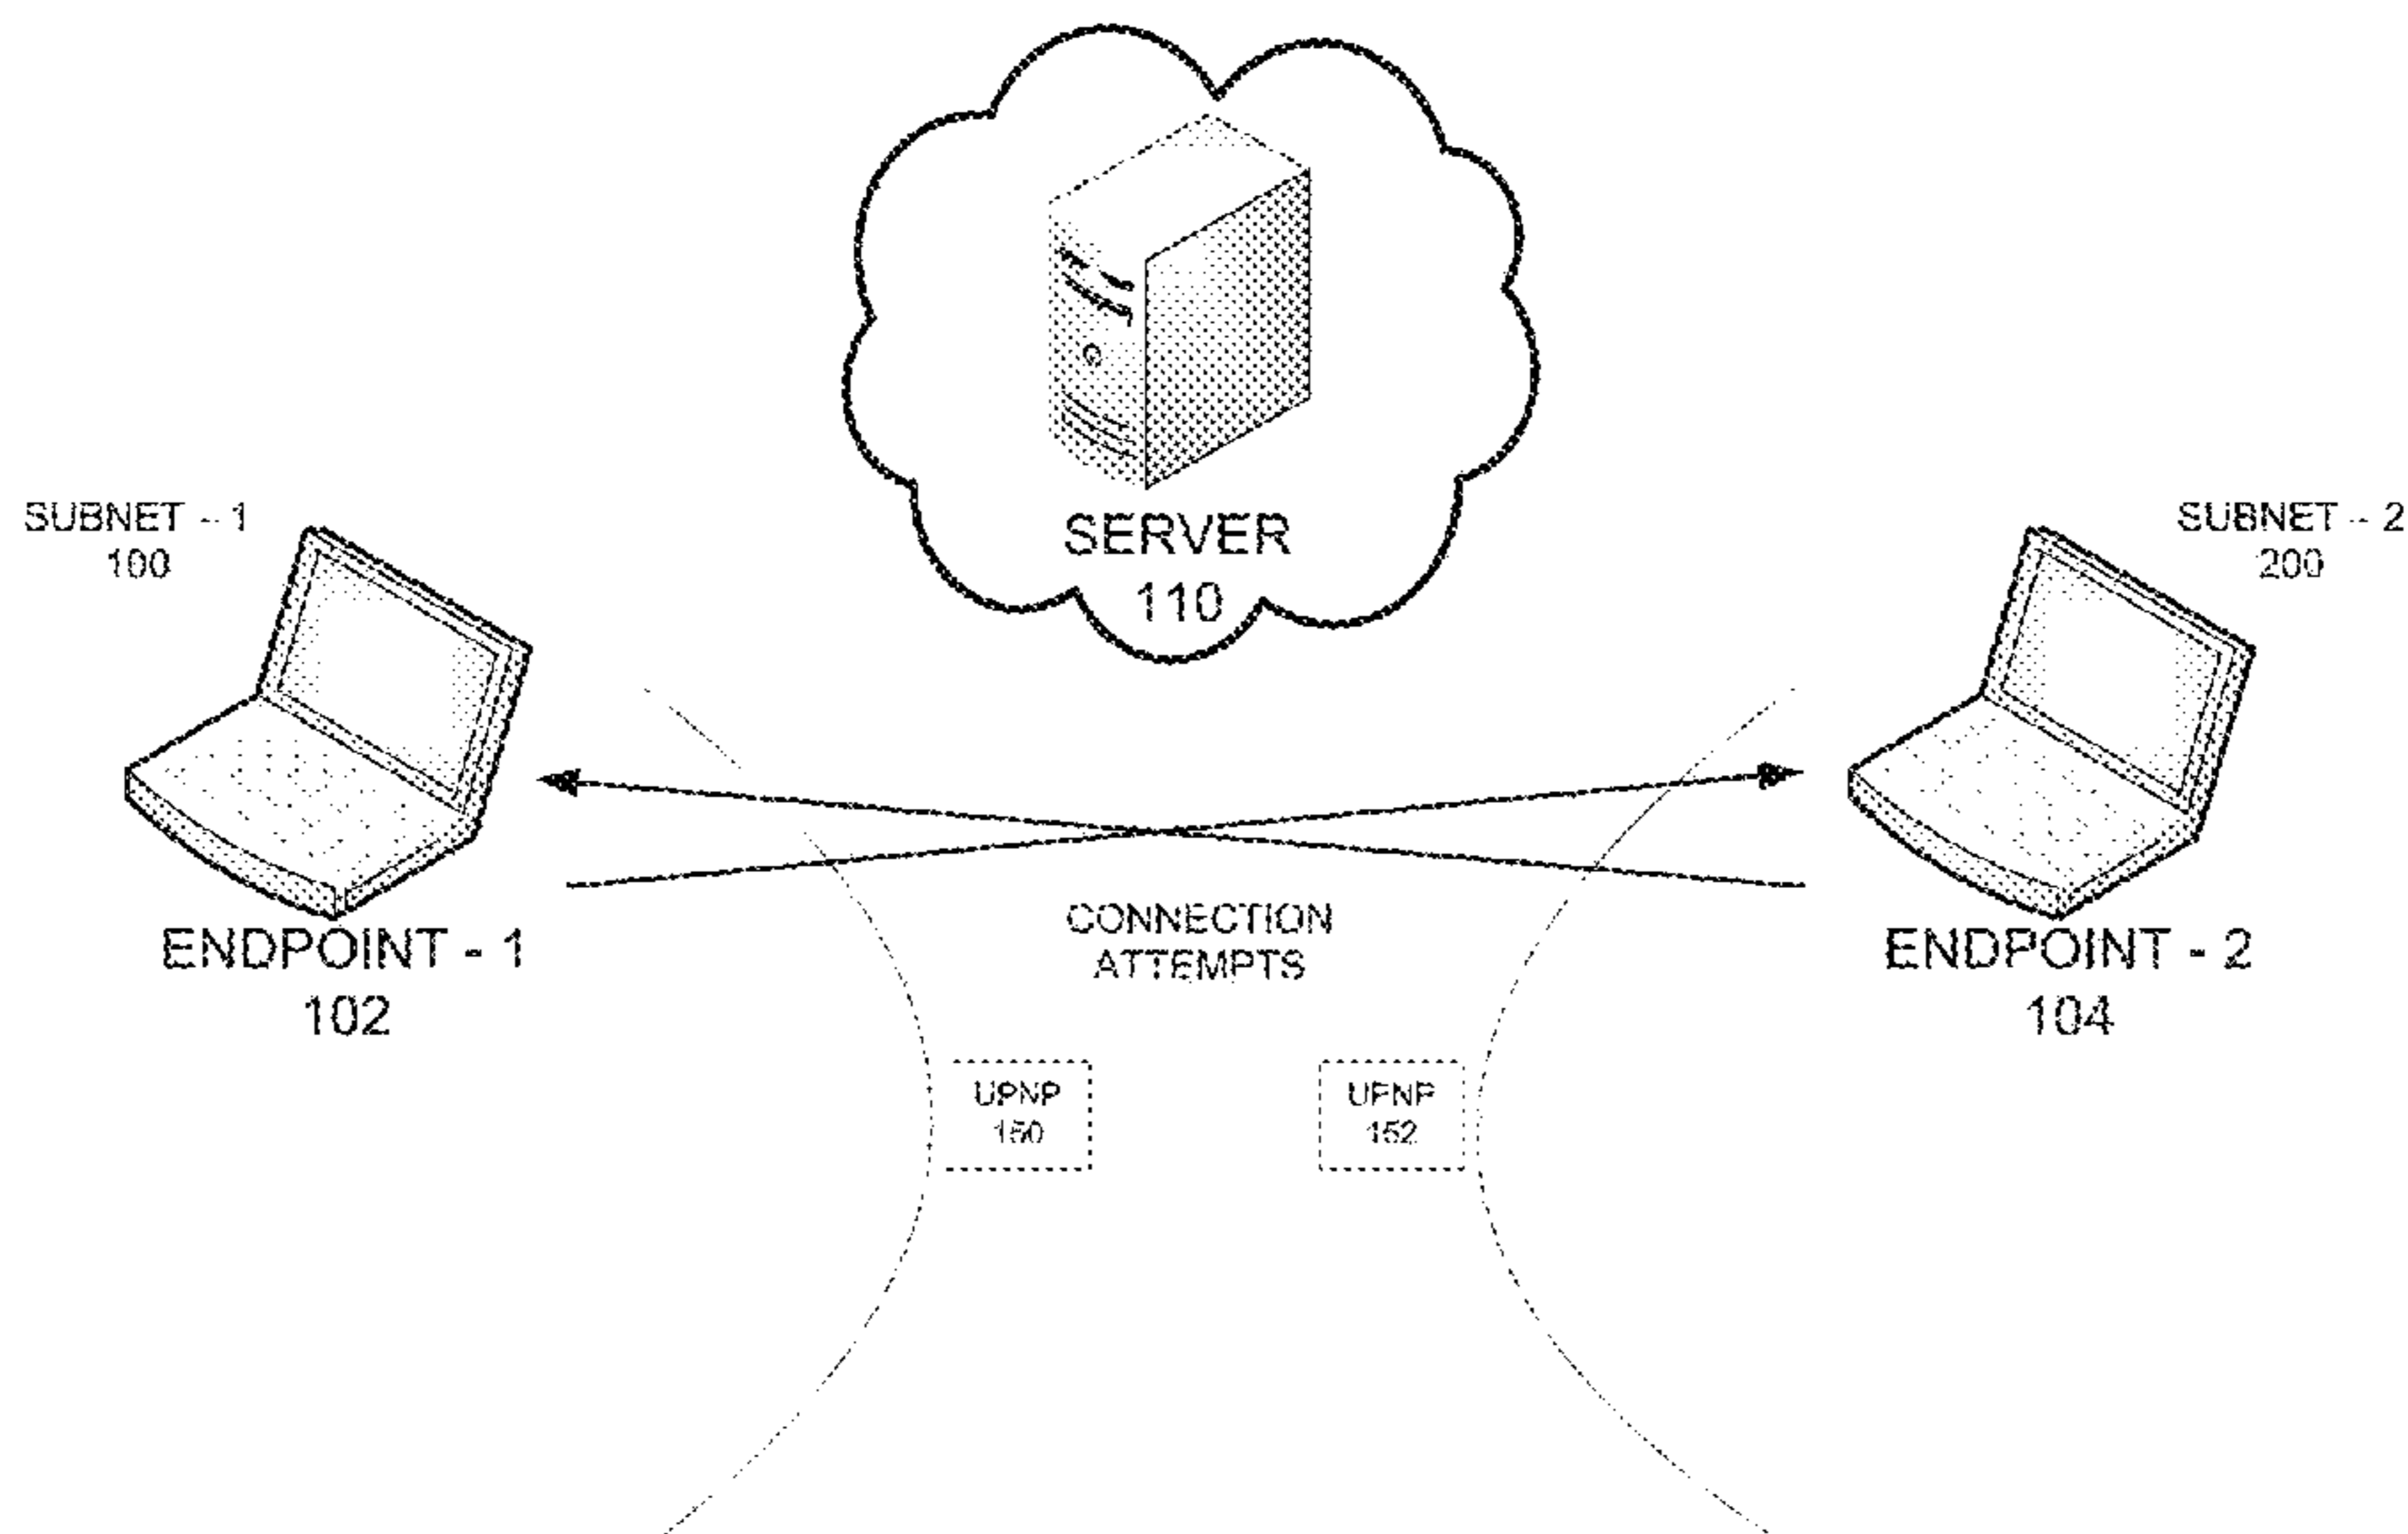 SERVER
110
SUBNET - 1
100
SUBNET - 2
200
ENDPOINT - 1
102
CONNECTION
ATTEMPTS
ENDPOINT - 2
104
UPNP
150
UPNP
152